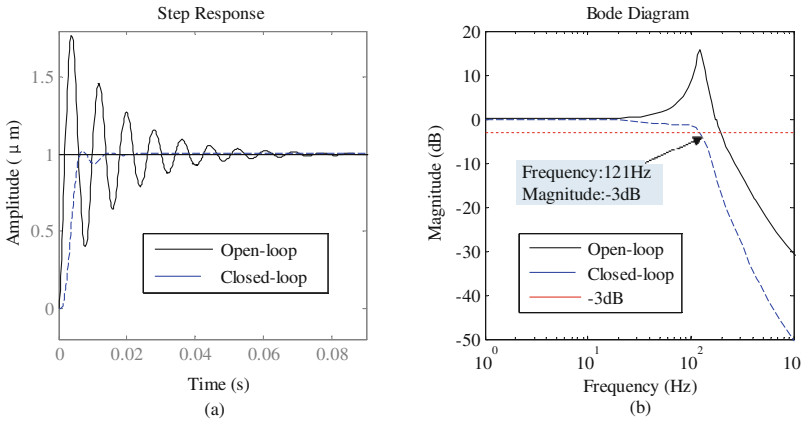 Step Response
Amplitude ( μ m)
1.5
1
0.5
0
0
0.02
0.04
0.06
0.08
Open-loop
Closed-loop
Time (s)
(a)
Bode Diagram
Magnitude (dB)
20
10
0
-10
-20
-30
-40
-50
Frequency:121Hz
Magnitude:-3dB
Open-loop
Closed-loop
-3dB
10^0
10^1
10^2
10^3
Frequency (Hz)
(b)